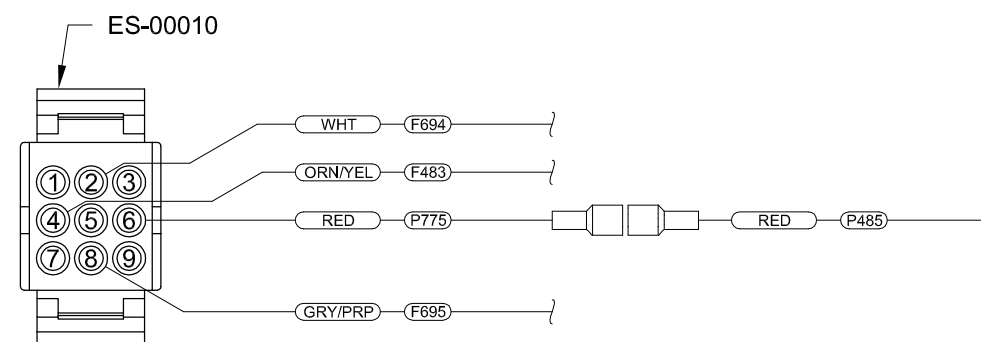 ES-00010
WHT F694
1 2 3
ORN/YEL F483
4 5 6
RED P775 RED P485
7 8 9
GRY/PRP F695